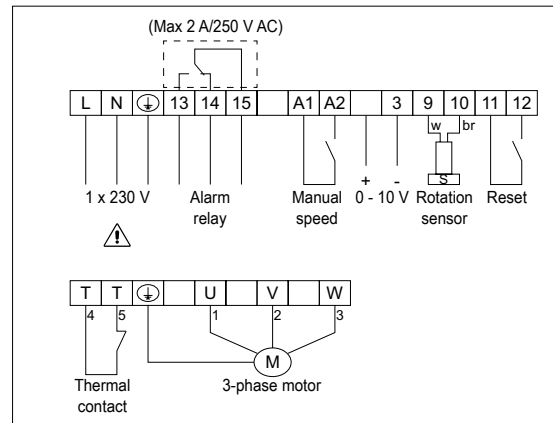 (Max 2 A/250 V AC)
L N 13 14 15 A1 A2 3 9 10 11 12
w br
S
+ -
1 x 230 V Alarm relay Manual speed 0 - 10 V Rotation sensor Reset
T T U V W
4 5 1 2 3
M
Thermal contact 3-phase motor